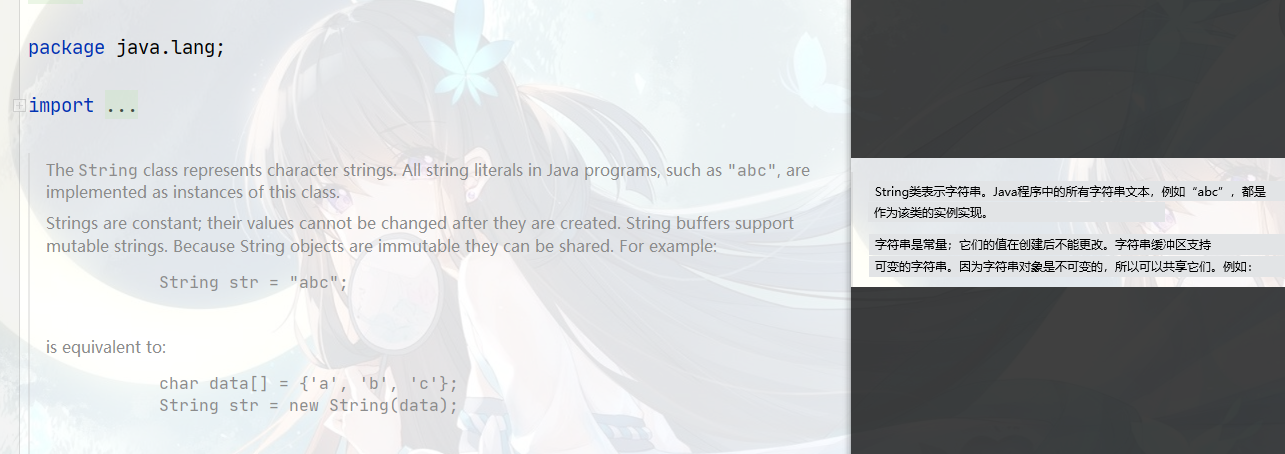 package java.lang;
import ...
The String class represents character strings. All string literals in Java programs, such as "abc", are
implemented as instances of this class.
Strings are constant; their values cannot be changed after they are created. String buffers support
mutable strings. Because String objects are immutable they can be shared. For example:
String str = "abc";
is equivalent to:
char data[] = {'a', 'b', 'c'};
String str = new String(data);
String类表示字符串。Java程序中的所有字符串文本，例如“abc”，都是
作为该类的实例实现。
字符串是常量；它们的值在创建后不能更改。字符串缓冲区支持
可变的字符串。因为字符串对象是不可变的，所以可以共享它们。例如：